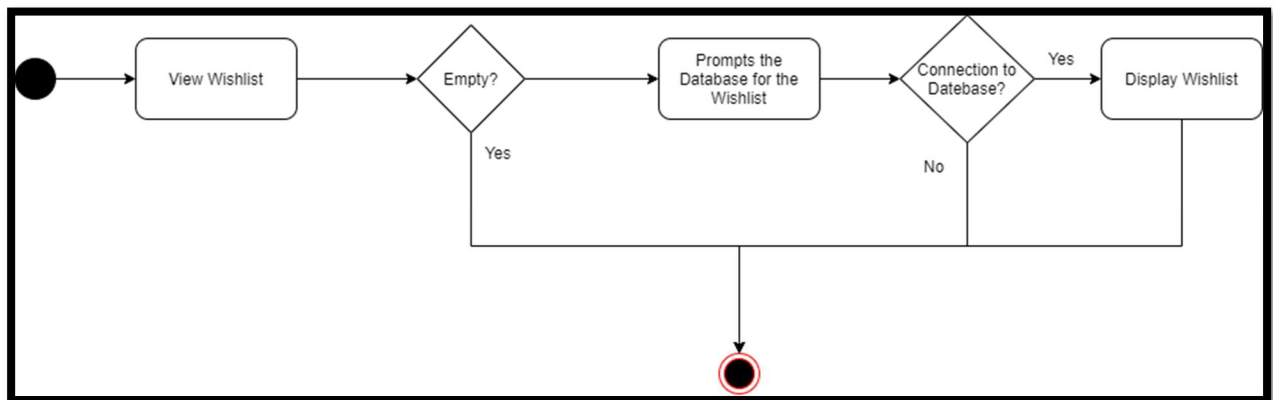 View Wishlist
Empty?
Yes
Prompts the
Database for the
Wishlist
Connection to
Datebase?
Yes
No
Display Wishlist